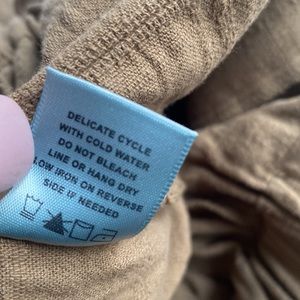 DELICATE CYCLE
WITH COLD WATER
DO NOT BLEACH
LINE OR HANG DRY
LOW IRON ON REVERSE
SIDE IF NEEDED